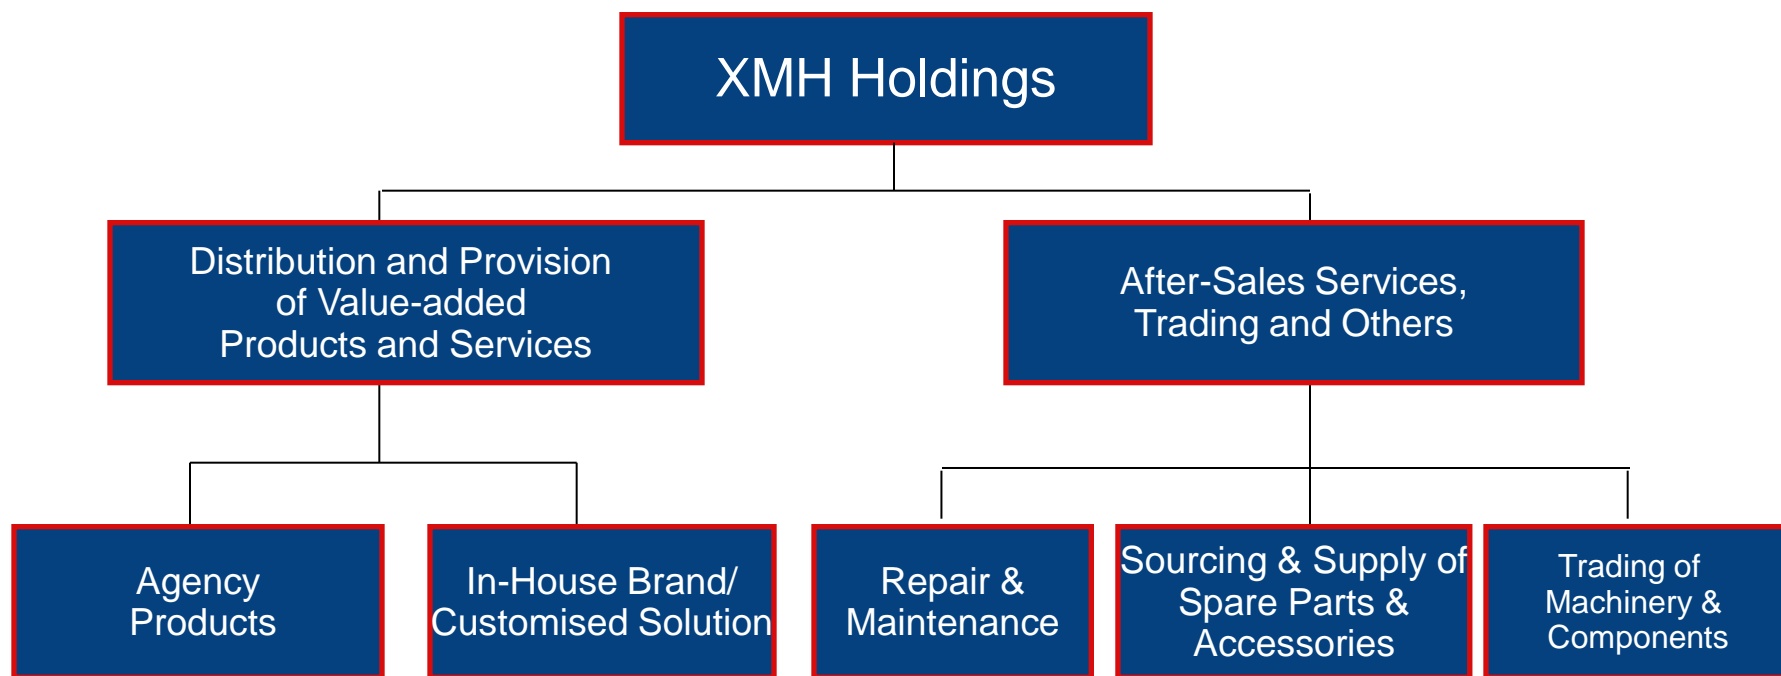 XMH Holdings
Distribution and Provision
of Value-added
Products and Services
After-Sales Services,
Trading and Others
Agency
Products
In-House Brand/
Customised Solution
Repair &
Maintenance
Sourcing & Supply of
Spare Parts &
Accessories
Trading of
Machinery &
Components